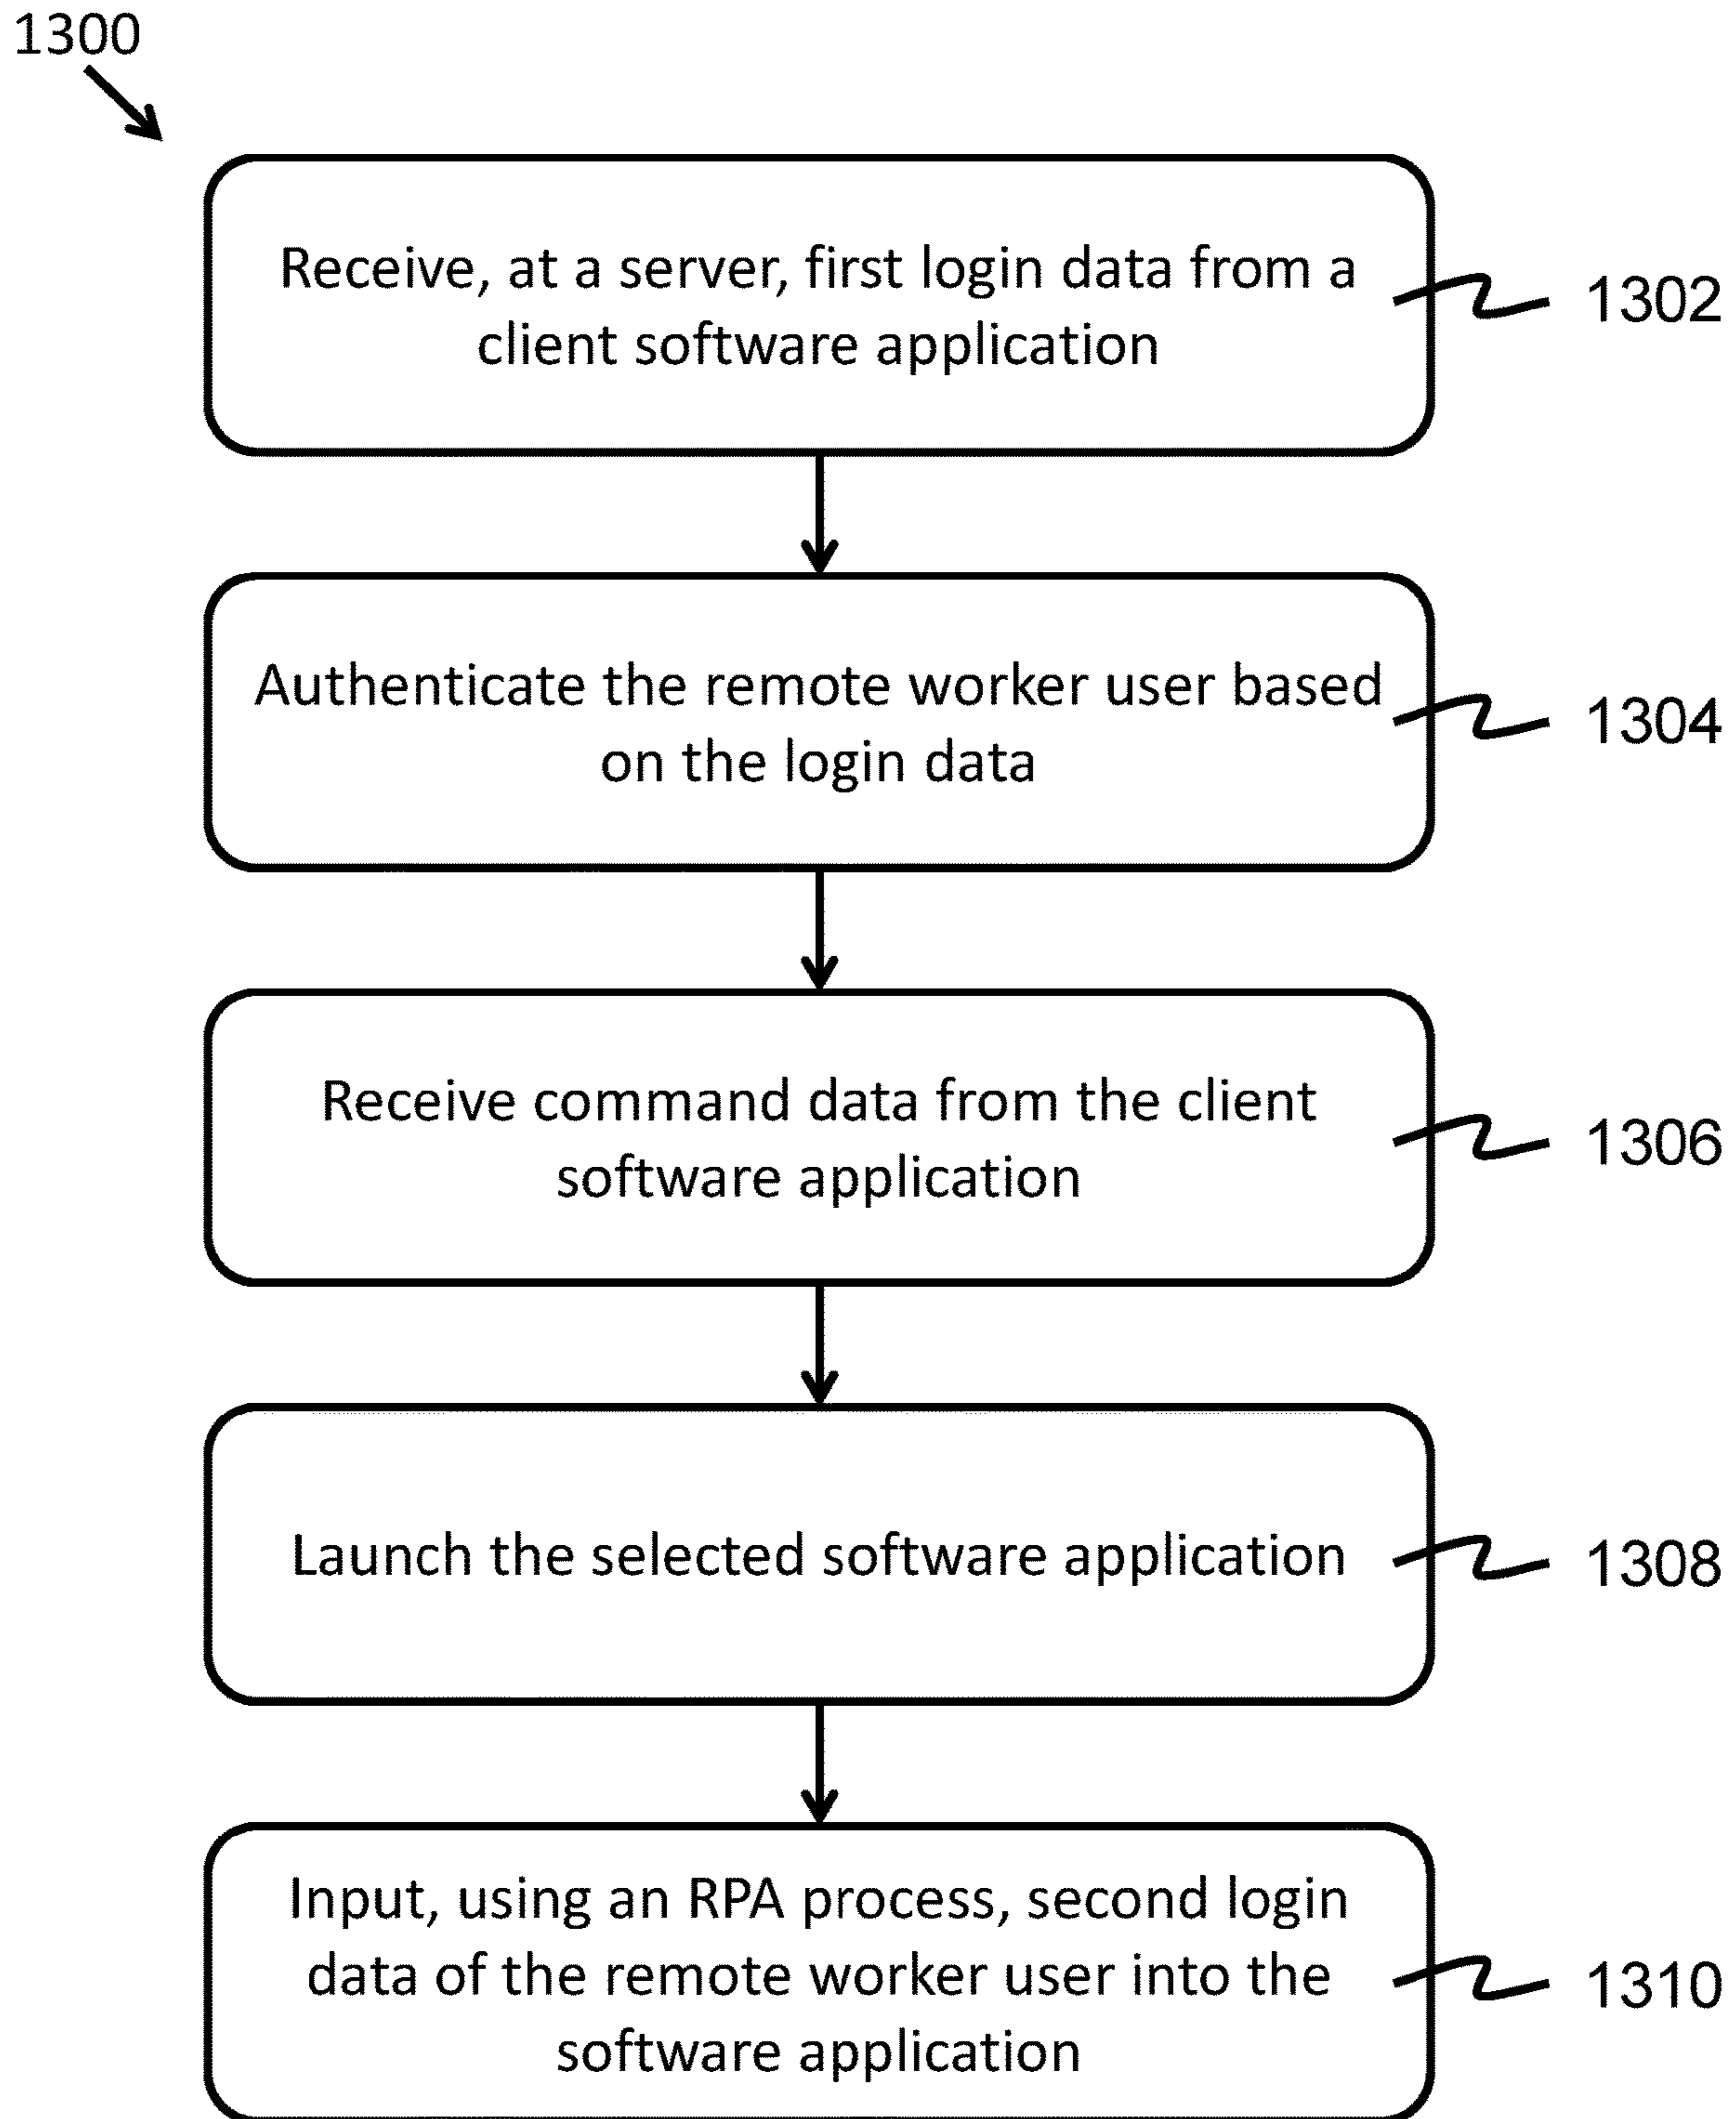 1300
Receive, at a server, first login data from a
client software application
1302
Authenticate the remote worker user based
on the login data
1304
Receive command data from the client
software application
1306
Launch the selected software application
1308
Input, using an RPA process, second login
data of the remote worker user into the
software application
1310